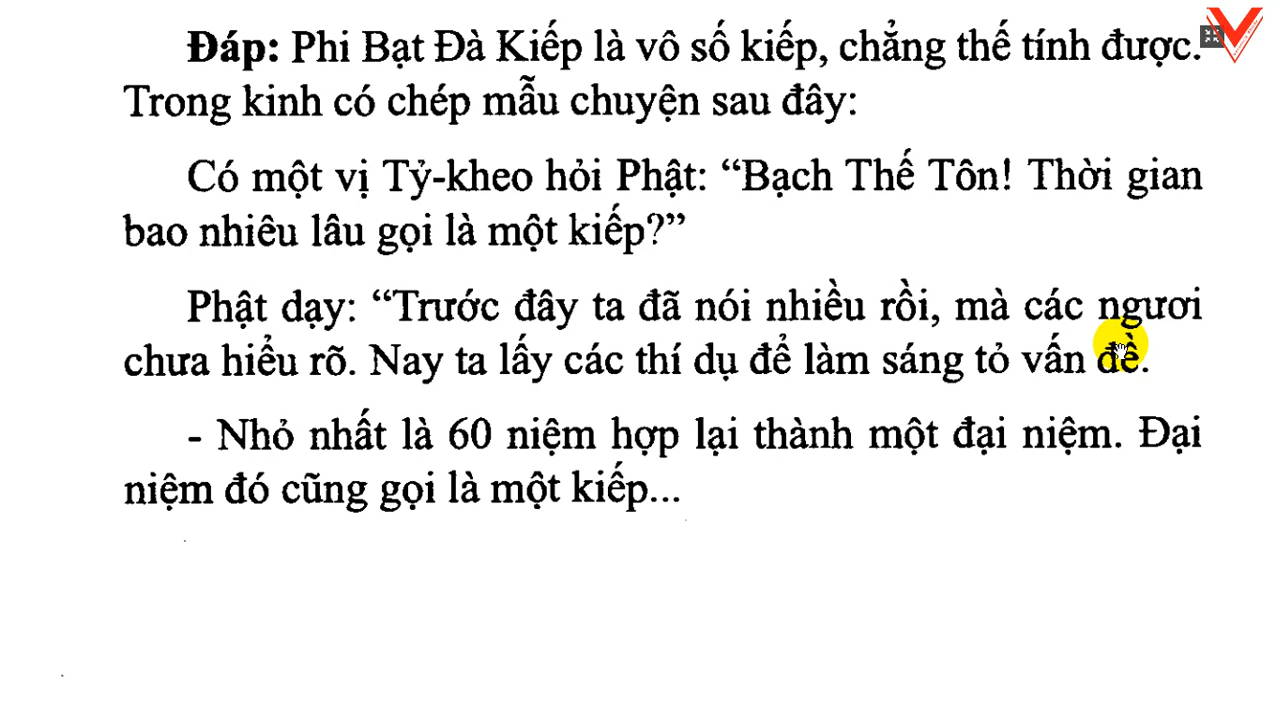 Đáp: Phi Bạt Đà Kiếp là vô số kiếp, chẳng thế tính được.
Trong kinh có chép mẫu chuyện sau đây:
Có một vị Tỷ-kheo hỏi Phật: “Bạch Thế Tôn! Thời gian
bao nhiêu lâu gọi là một kiếp?”
Phật dạy: “Trước đây ta đã nói nhiều rồi, mà các ngươi
chưa hiểu rõ. Nay ta lấy các thí dụ để làm sáng tỏ vấn đề.
- Nhỏ nhất là 60 niệm hợp lại thành một đại niệm. Đại
niệm đó cũng gọi là một kiếp...